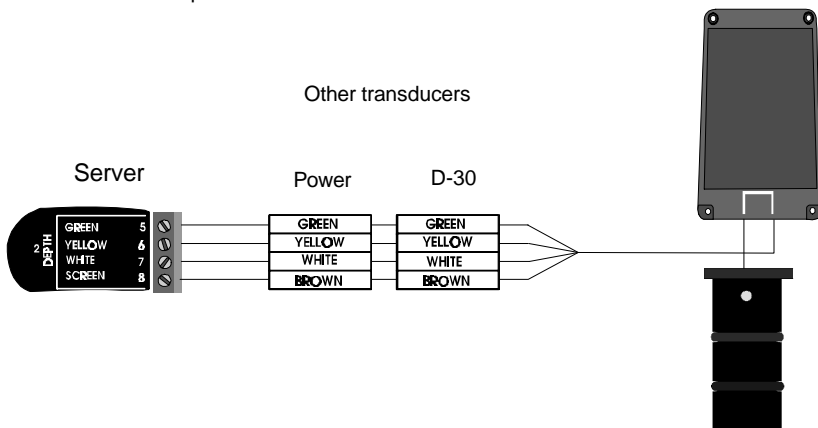 Other transducers
Server
Power
D-30
2 DEPTH
GREEN 5
YELLOW 6
WHITE 7
SCREEN 8
GREEN
YELLOW
WHITE
BROWN
GREEN
YELLOW
WHITE
BROWN